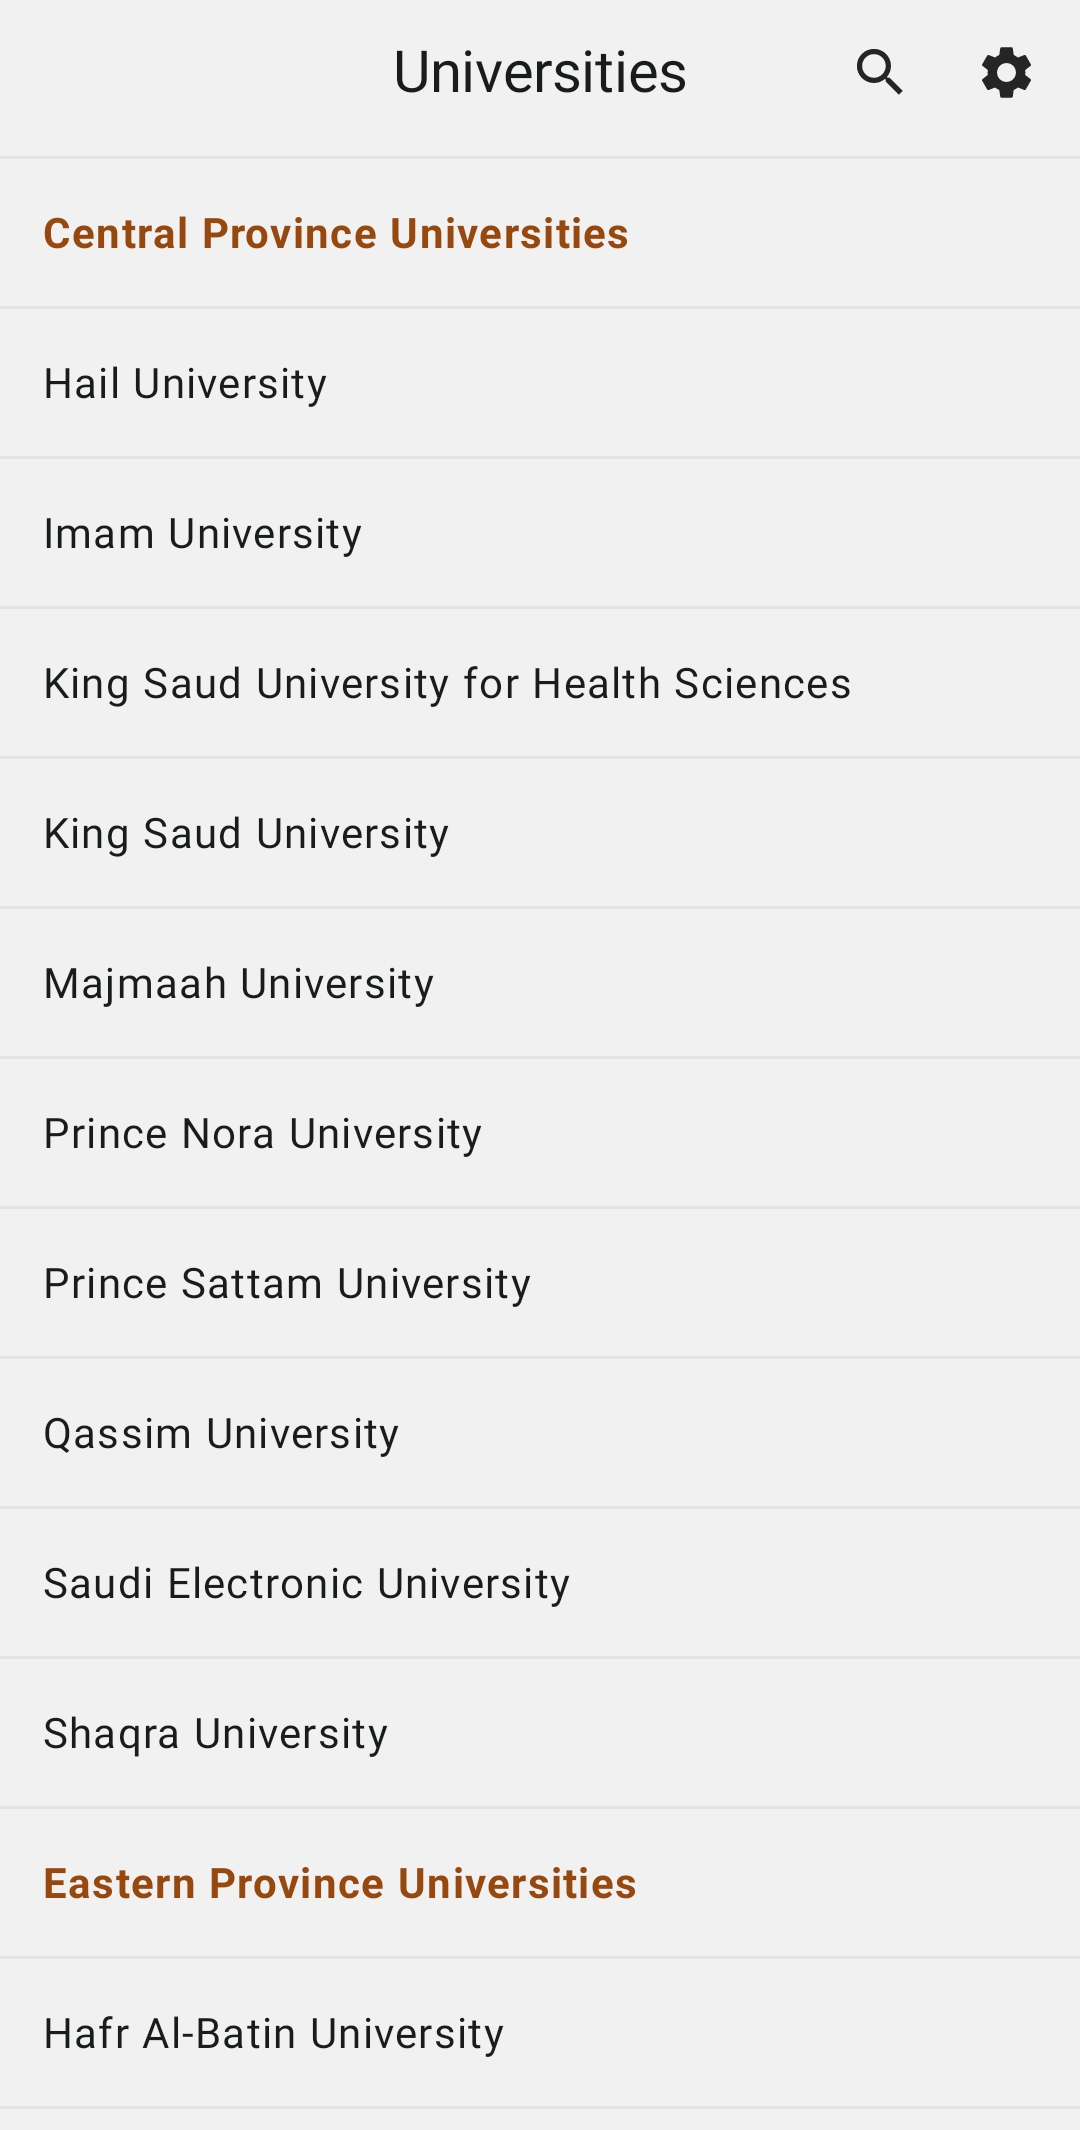 Universities
Central Province Universities
Hail University
Imam University
King Saud University for Health Sciences
King Saud University
Majmaah University
Prince Nora University
Prince Sattam University
Qassim University
Saudi Electronic University
Shaqra University
Eastern Province Universities
Hafr Al-Batin University